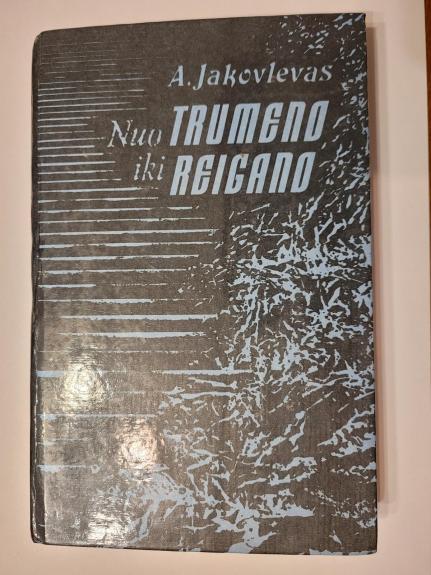 A. Jakovlevas
Nuo TRUMENO
iki REIGANO